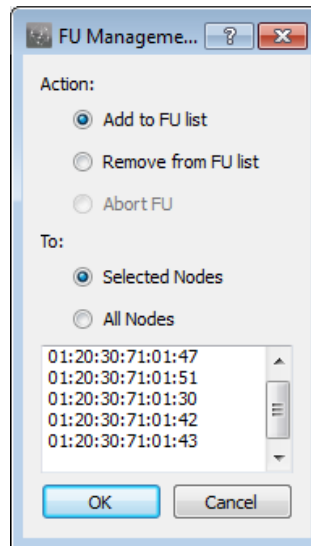 FU Manageme...
Action:
Add to FU list
Remove from FU list
Abort FU
To:
Selected Nodes
All Nodes
01:20:30:71:01:47
01:20:30:71:01:51
01:20:30:71:01:30
01:20:30:71:01:42
01:20:30:71:01:43
OK Cancel